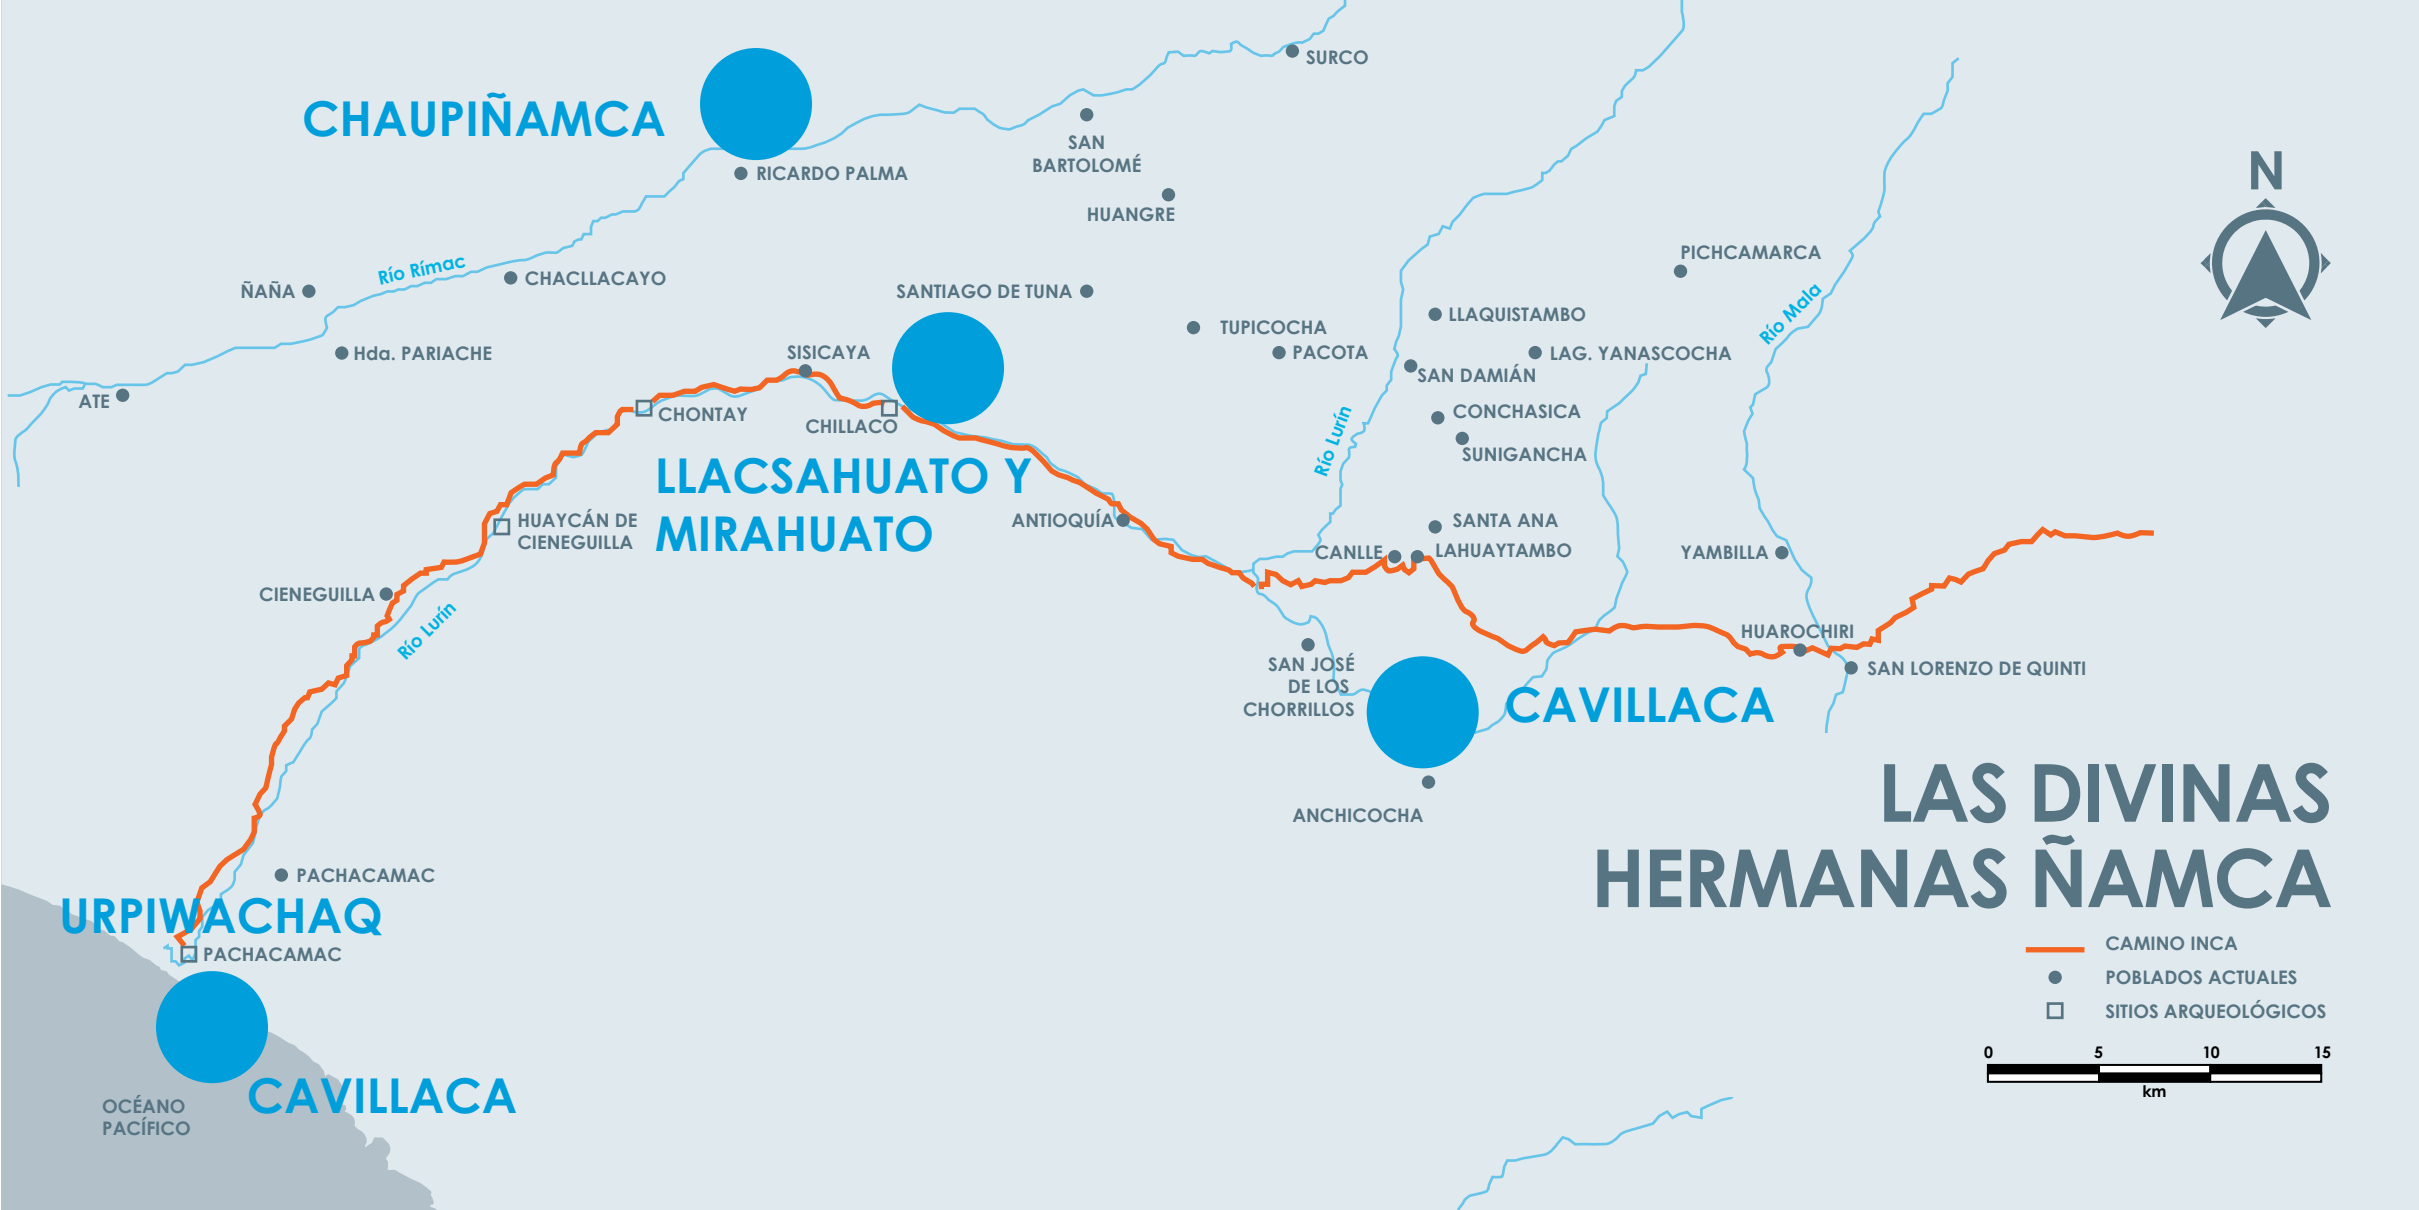 SURCO
CHAUPIÑAMCA
SAN
BARTOLOMÉ
RICARDO PALMA
HUANGRE
N
PICHCAMARCA
Río Rímac
CHACLLACAYO
ÑAÑA
SANTIAGO DE TUNA
Río Mala
LLAQUISTAMBO
TUPICOCHA
Hda. PARIACHE
SISICAYA
PACOTA
LAG. YANASCOCHA
SAN DAMIÁN
ATE
CHONTAY
CHILLACO
CONCHASICA
Río Lurín
SUNIGANCHA
LLACSAHUATO Y
MIRAHUATO
HUAYCÁN DE
CIENEGUILLA
ANTIOQUÍA
SANTA ANA
CANLLE
LAHUAYTAMBO
YAMBILLA
CIENEGUILLA
Río Lurín
HUAROCHIRI
SAN JOSÉ
DE LOS
CHORRILLOS
SAN LORENZO DE QUINTI
CAVILLACA
ANCHICOCHA
LAS DIVINAS
HERMANAS ÑAMCA
PACHACAMAC
URPIWACHAQ
PACHACAMAC
CAMINO INCA
POBLADOS ACTUALES
SITIOS ARQUEOLÓGICOS
0 5 10 15
km
CAVILLACA
OCÉANO
PACÍFICO